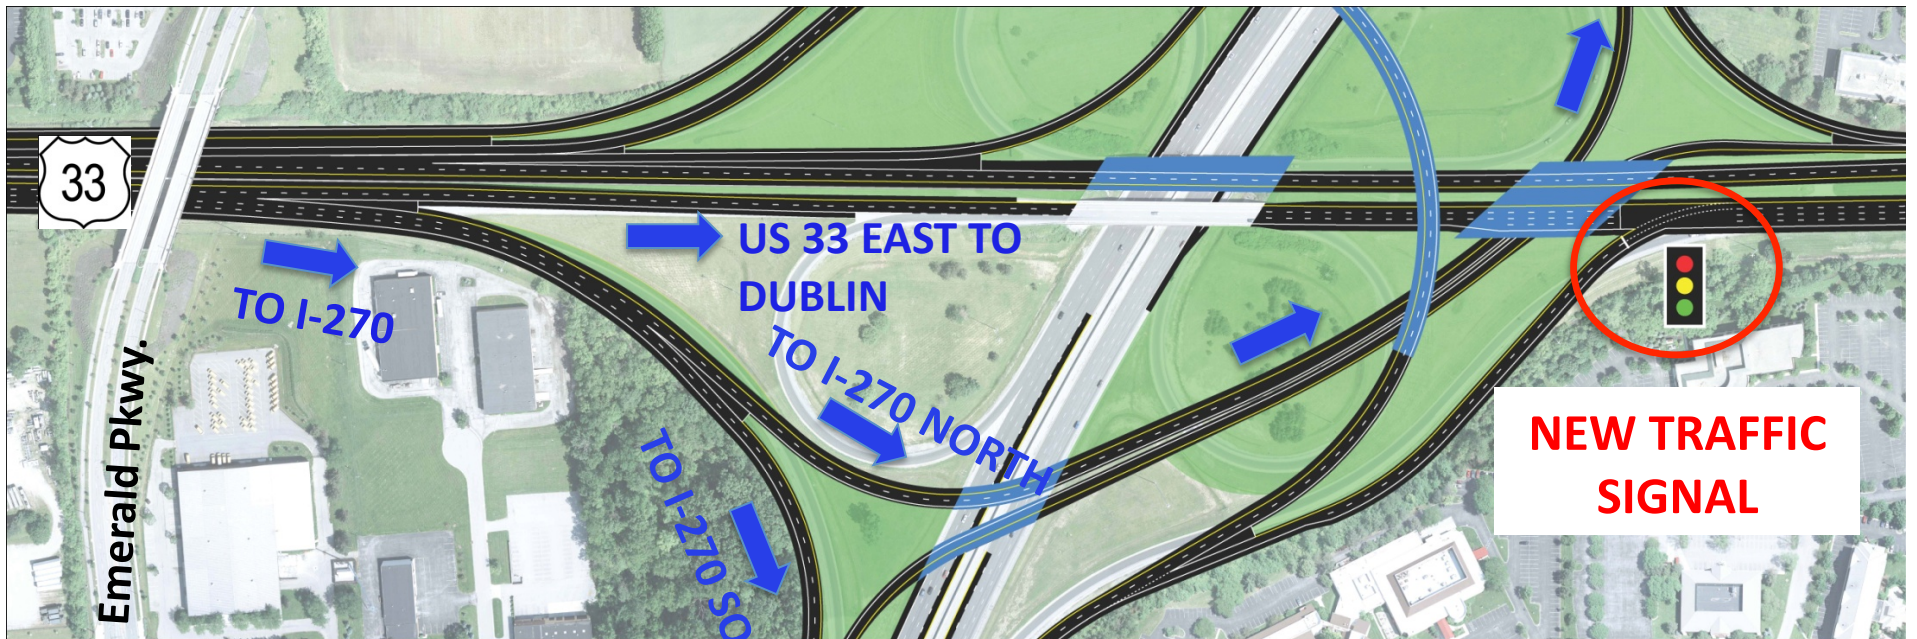 33
US 33 EAST TO
DUBLIN
TO I-270
TO I-270 NORTH
TO I-270 SO
Emerald Pkwy.
NEW TRAFFIC
SIGNAL